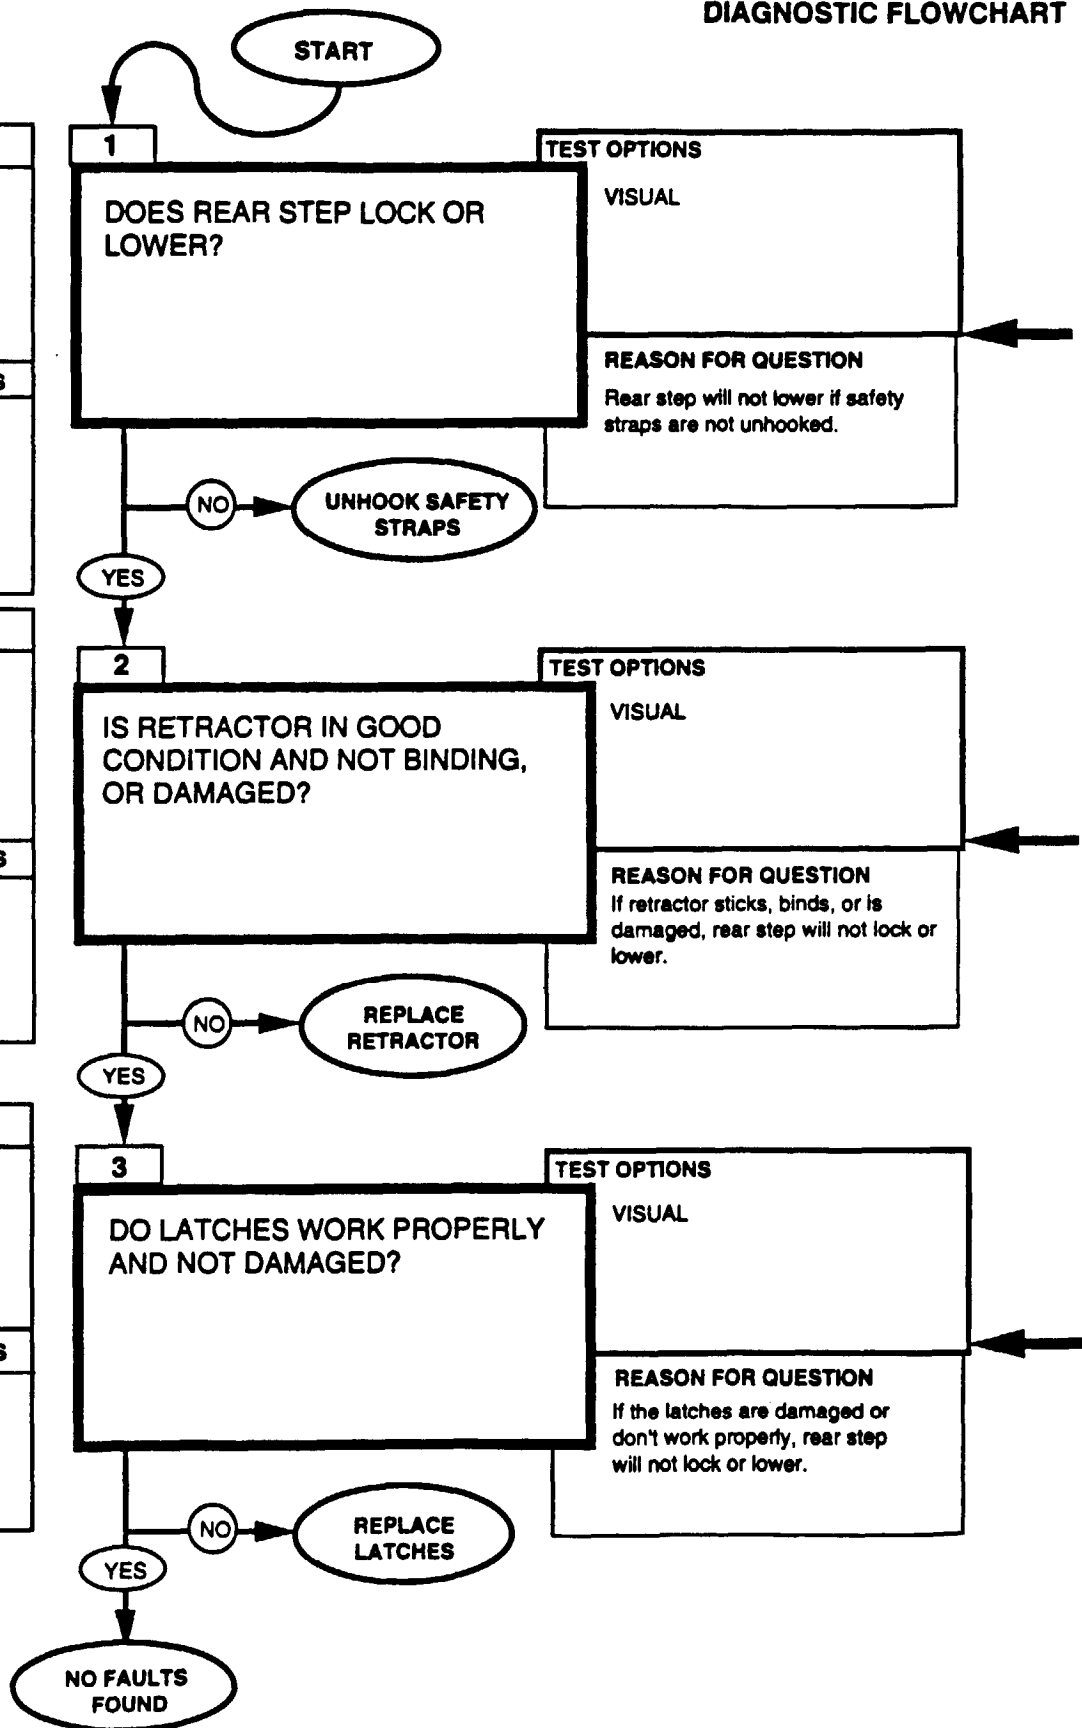 DIAGNOSTIC FLOWCHART
START
1
DOES REAR STEP LOCK OR
LOWER?
TEST OPTIONS
VISUAL
REASON FOR QUESTION
Rear step will not lower if safety
straps are not unhooked.
NO
UNHOOK SAFETY
STRAPS
YES
2
IS RETRACTOR IN GOOD
CONDITION AND NOT BINDING,
OR DAMAGED?
TEST OPTIONS
VISUAL
REASON FOR QUESTION
If retractor sticks, binds, or is
damaged, rear step will not lock or
lower.
NO
REPLACE
RETRACTOR
YES
3
DO LATCHES WORK PROPERLY
AND NOT DAMAGED?
TEST OPTIONS
VISUAL
REASON FOR QUESTION
If the latches are damaged or
don't work properly, rear step
will not lock or lower.
NO
REPLACE
LATCHES
YES
NO FAULTS
FOUND